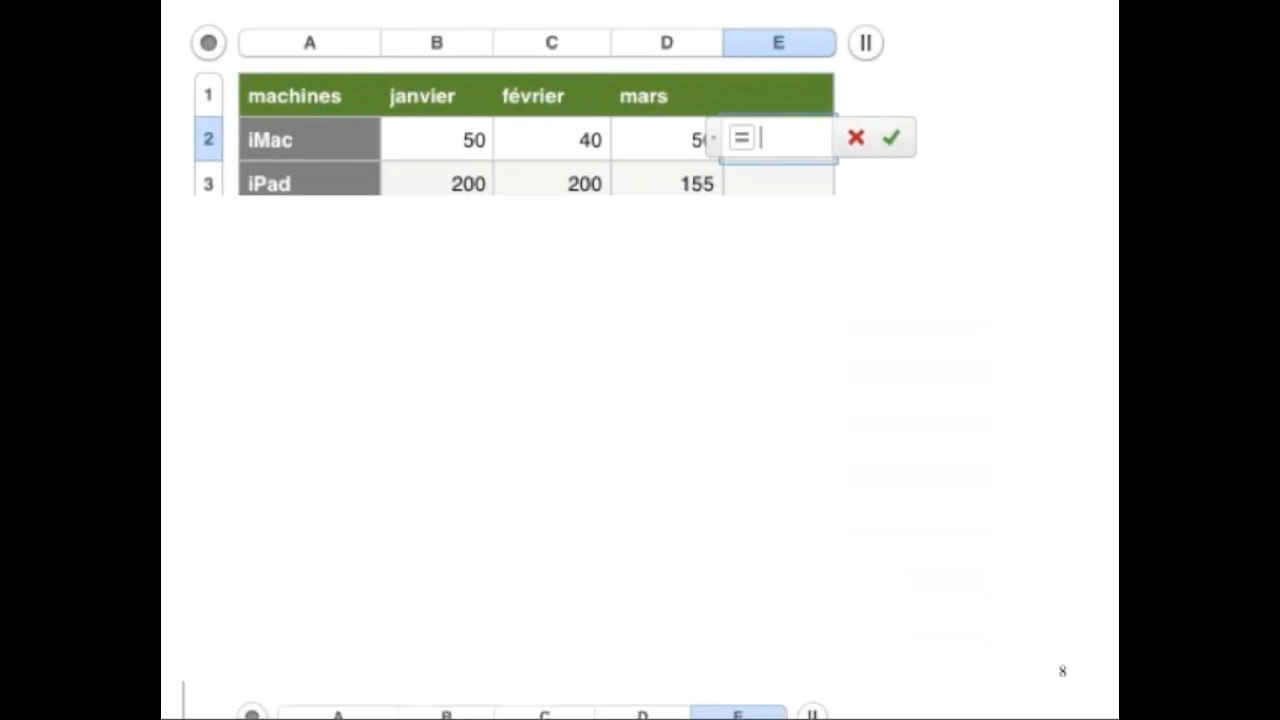 A B C D E
1 machines janvier février mars
2 iMac 50 40 =
3 iPad 200 200 155
8
A B C D E